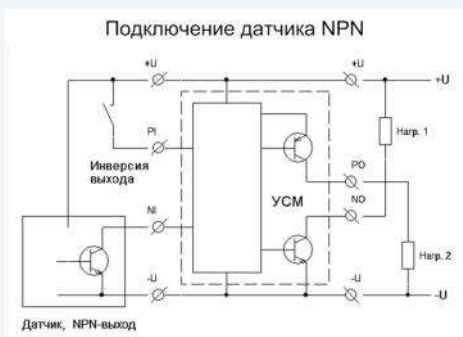 Подключение датчика NPN
+U
+U
+U
PI
Инверсия
выхода
Нагр. 1
PO
УСМ
NO
NI
Нагр. 2
-U
-U
-U
Датчик, NPN-выход